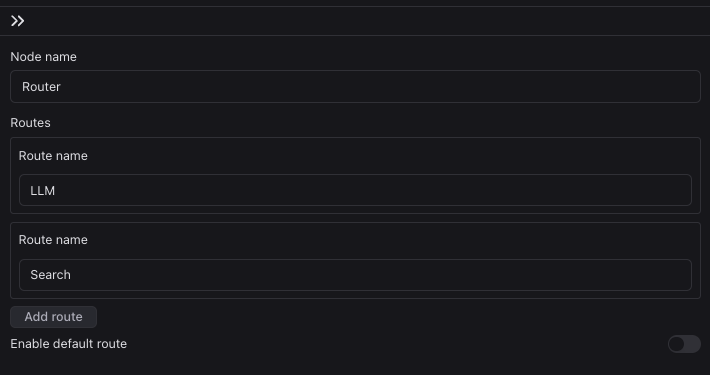 Node name
Router
Routes
Route name
LLM
Route name
Search
Add route
Enable default route